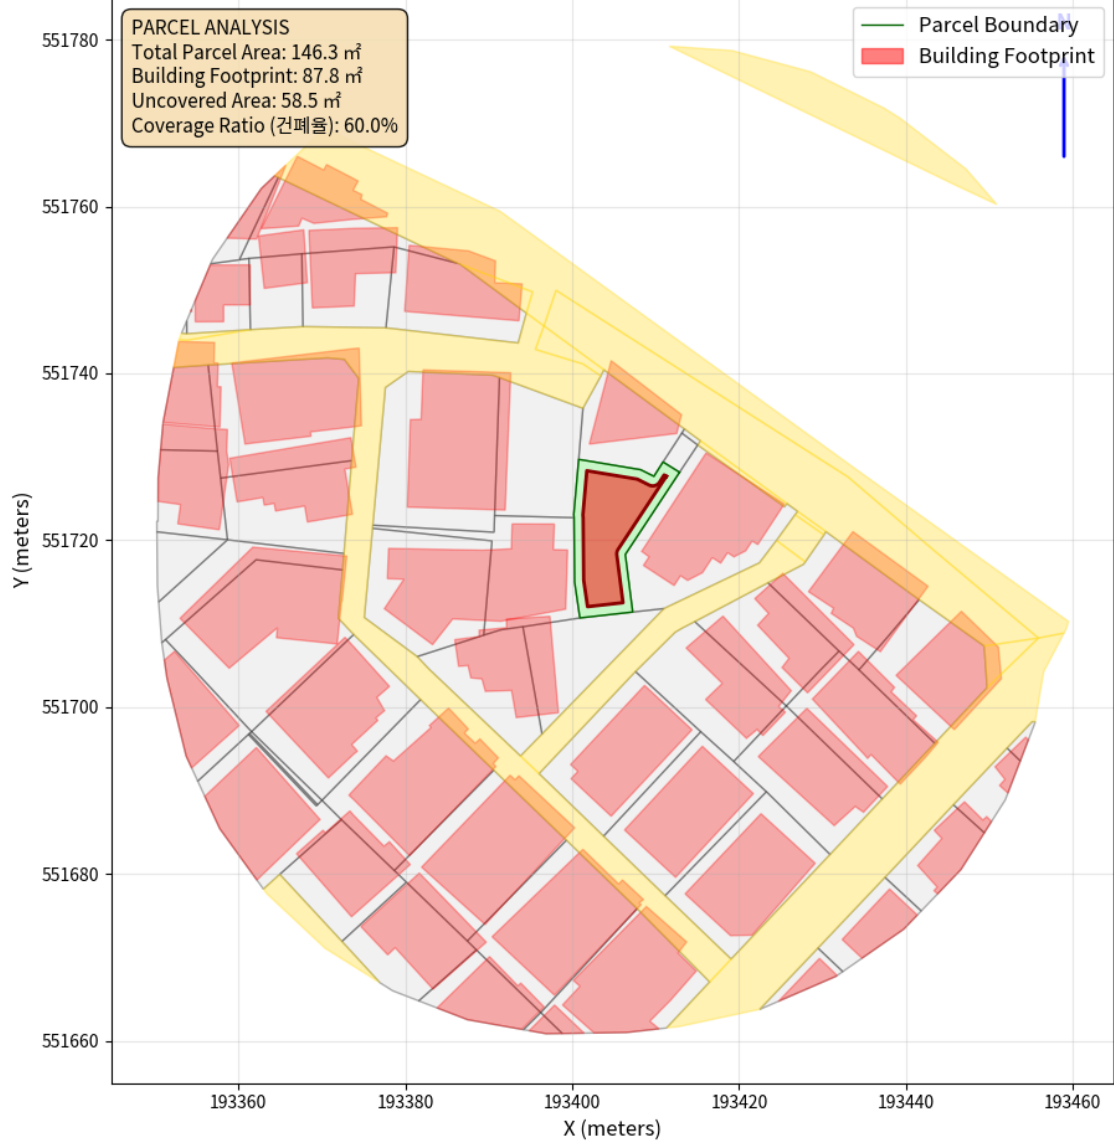 PARCEL ANALYSIS
Total Parcel Area: 146.3 ㎡
Building Footprint: 87.8 ㎡
Uncovered Area: 58.5 ㎡
Coverage Ratio (건폐율): 60.0%
Parcel Boundary
Building Footprint
N
551780
551760
551740
551720
551700
551680
551660
Y (meters)
193360
193380
193400
193420
193440
193460
X (meters)